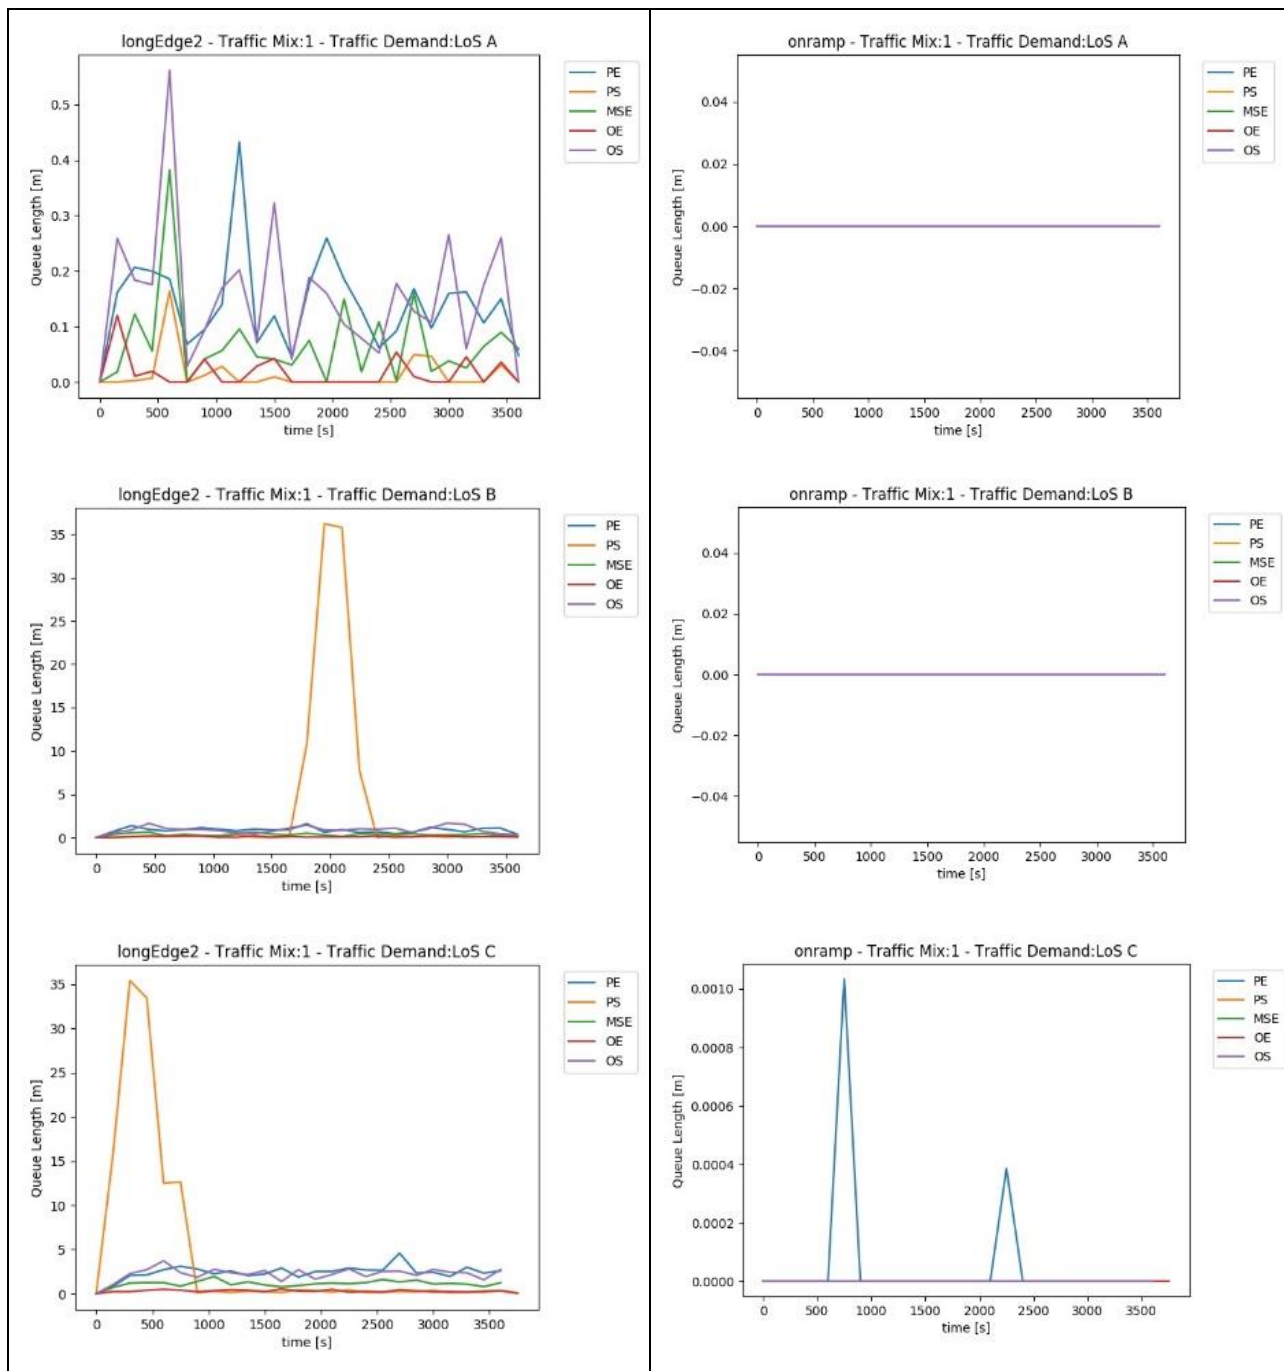 longEdge2 - Traffic Mix:1 - Traffic Demand:LoS A
Queue Length [m]
0.5
0.4
0.3
0.2
0.1
0.0
0 500 1000 1500 2000 2500 3000 3500
time [s]
PE
PS
MSE
OE
OS
onramp - Traffic Mix:1 - Traffic Demand:LoS A
Queue Length [m]
0.04
0.02
0.00
−0.02
−0.04
0 500 1000 1500 2000 2500 3000 3500
time [s]
PE
PS
MSE
OE
OS
longEdge2 - Traffic Mix:1 - Traffic Demand:LoS B
Queue Length [m]
35
30
25
20
15
10
5
0
0 500 1000 1500 2000 2500 3000 3500
time [s]
PE
PS
MSE
OE
OS
onramp - Traffic Mix:1 - Traffic Demand:LoS B
Queue Length [m]
0.04
0.02
0.00
−0.02
−0.04
0 500 1000 1500 2000 2500 3000 3500
time [s]
PE
PS
MSE
OE
OS
longEdge2 - Traffic Mix:1 - Traffic Demand:LoS C
Queue Length [m]
35
30
25
20
15
10
5
0
0 500 1000 1500 2000 2500 3000 3500
time [s]
PE
PS
MSE
OE
OS
onramp - Traffic Mix:1 - Traffic Demand:LoS C
Queue Length [m]
0.0010
0.0008
0.0006
0.0004
0.0002
0.0000
0 500 1000 1500 2000 2500 3000 3500
time [s]
PE
PS
MSE
OE
OS